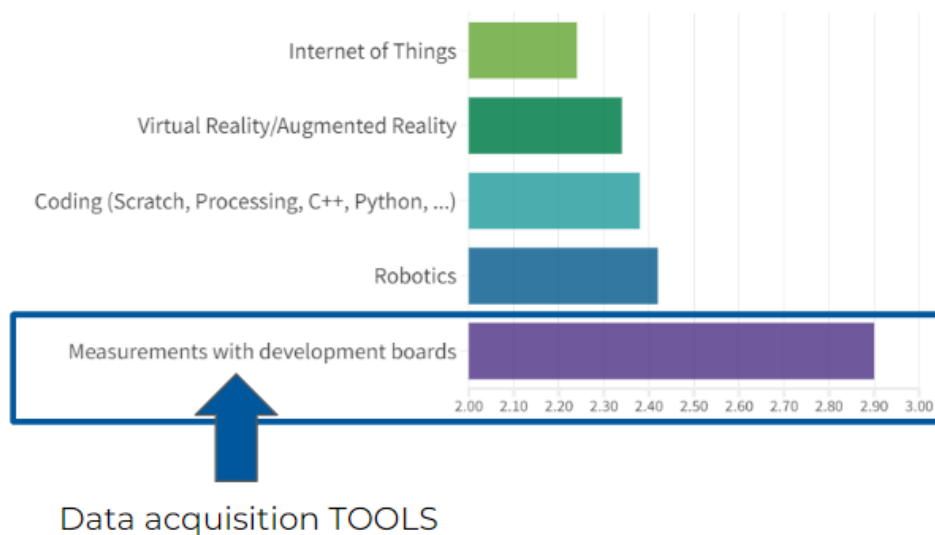 Internet of Things
Virtual Reality/Augmented Reality
Coding (Scratch, Processing, C++, Python, ...)
Robotics
Measurements with development boards
2.00 2.10 2.20 2.30 2.40 2.50 2.60 2.70 2.80 2.90 3.00
Data acquisition TOOLS